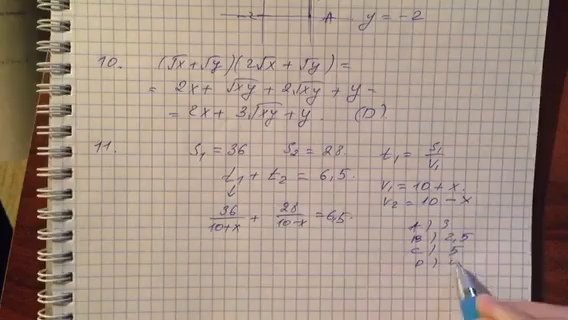 -2 A y = -2
10. (√x + √y)(2√x + √y) =
= 2x + √xy + 2√xy + y =
= 2x + 3√xy + y. (D)
11. S₁ = 36 S₂ = 28 t₁ = S₁/V₁
t₁ + t₂ = 6,5.
V₁ = 10 + x.
V₂ = 10 - x
36/(10+x) + 28/(10-x) = 6,5.
A) 3
B) 2,5
C) 5
D)